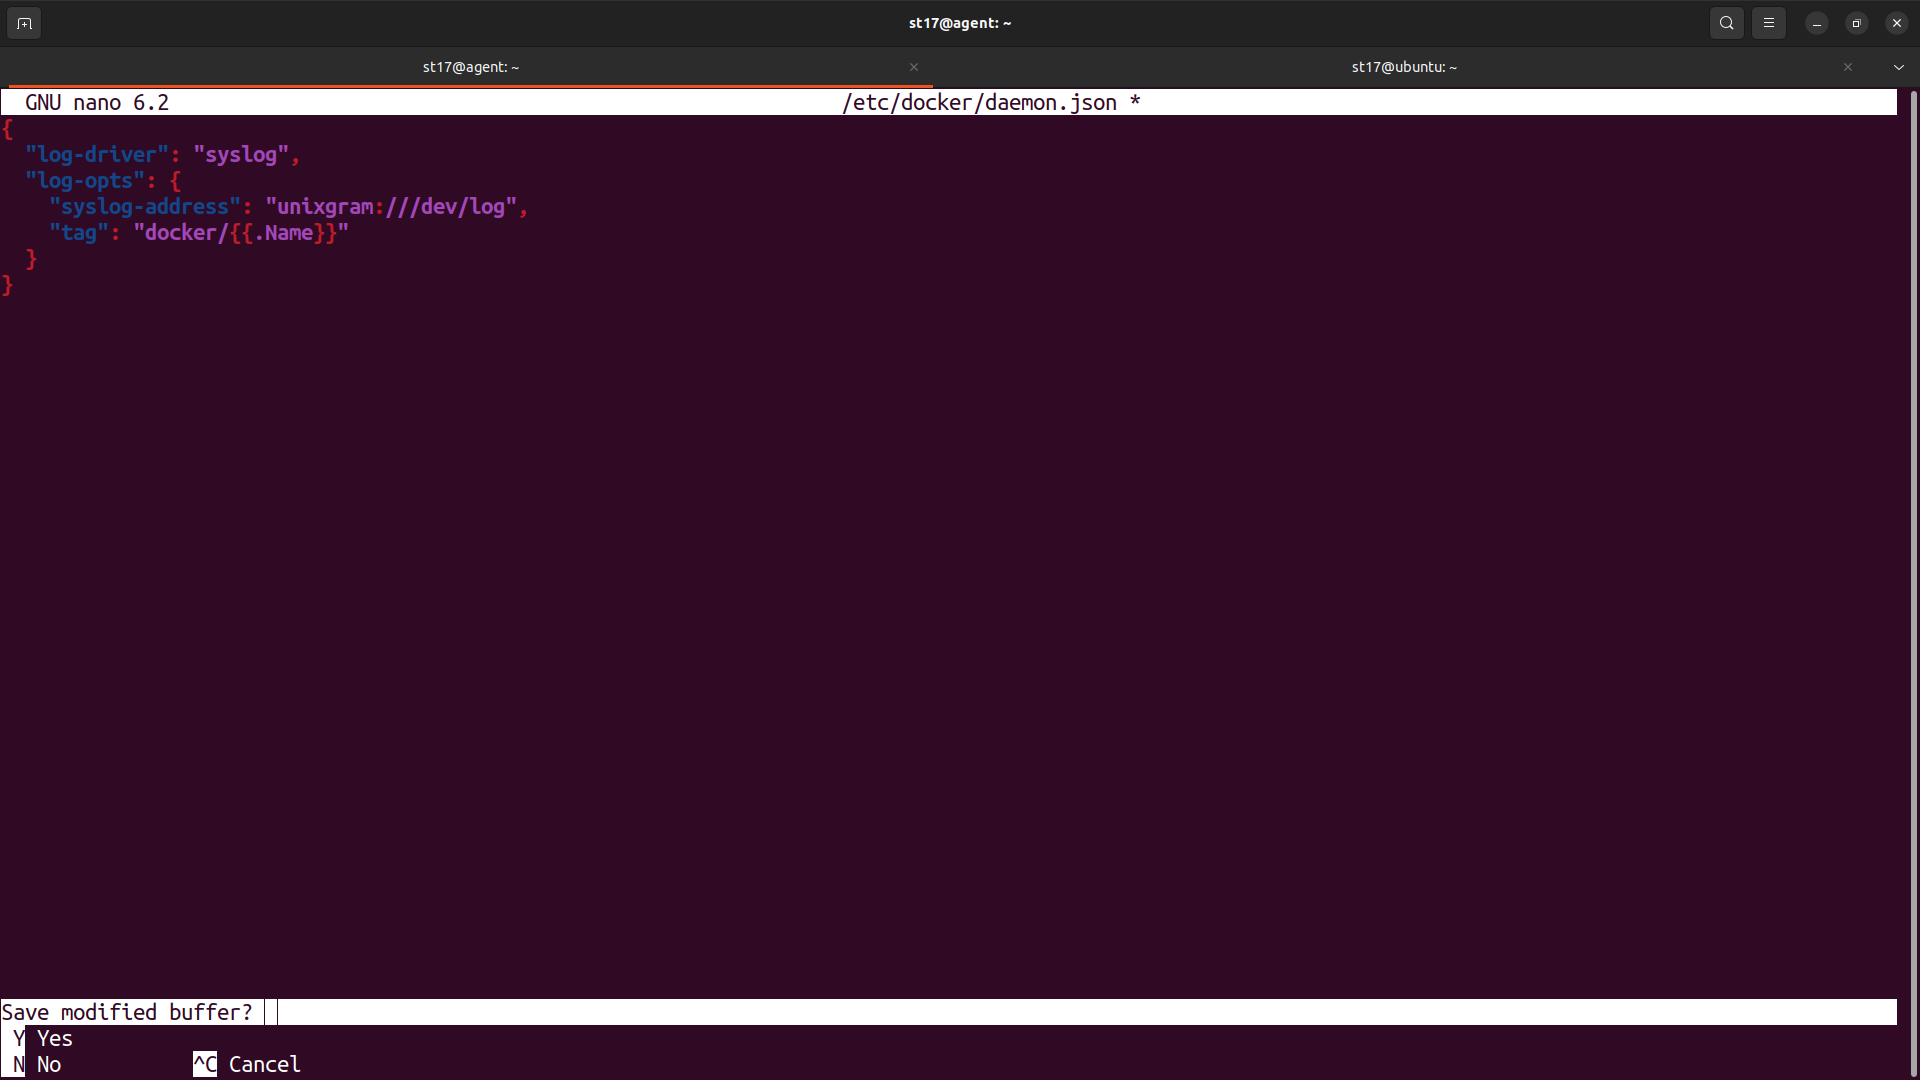 st17@agent: ~
st17@agent: ~
st17@ubuntu: ~
GNU nano 6.2 /etc/docker/daemon.json *
{
  "log-driver": "syslog",
  "log-opts": {
    "syslog-address": "unixgram:///dev/log",
    "tag": "docker/{{.Name}}"
  }
}
Save modified buffer?
Y Yes
N No ^C Cancel